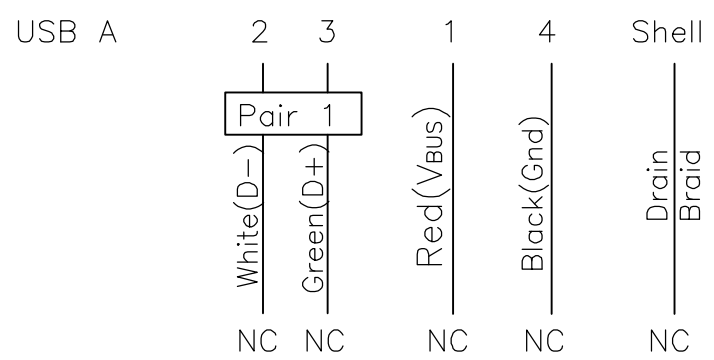 USB A 2 3 1 4 Shell
Pair 1
White(D-)
Green(D+)
Red(VBUS)
Black(Gnd)
Drain
Braid
NC NC NC NC NC